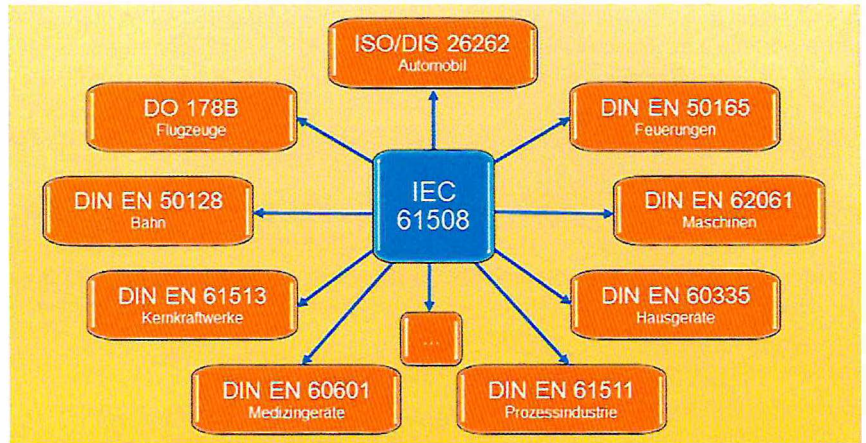 ISO/DIS 26262
Automobil
DO 178B
Flugzeuge
DIN EN 50165
Feuerungen
IEC
61508
DIN EN 50128
Bahn
DIN EN 62061
Maschinen
DIN EN 61513
Kernkraftwerke
DIN EN 60335
Hausgeräte
...
DIN EN 60601
Medizingeräte
DIN EN 61511
Prozessindustrie